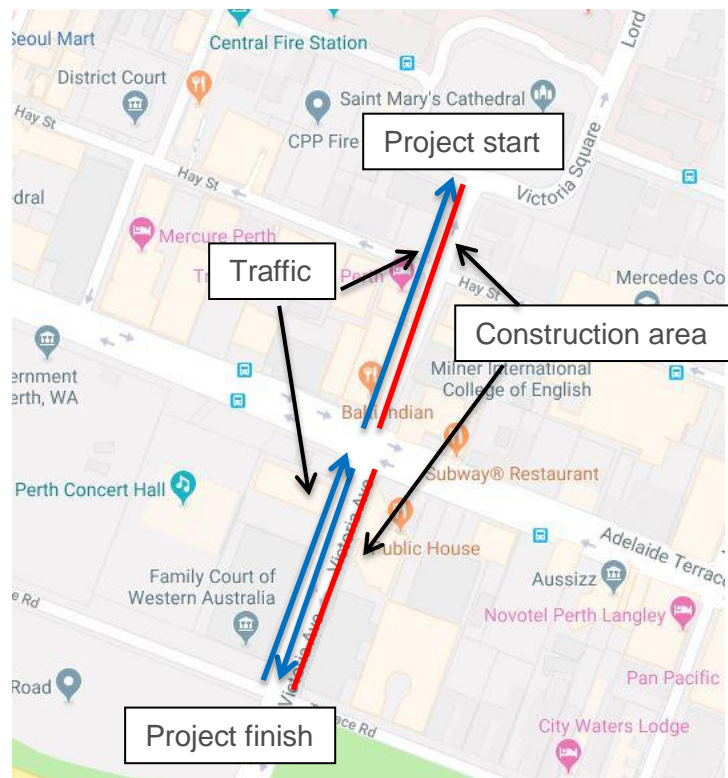 Seoul Mart
Central Fire Station
Lord
District Court
Saint Mary's Cathedral
Hay St
CPP Fire
Project start
Hay St
Victoria Square
dral
Mercure Perth
Traffic
Perth
Mercedes Co
Hay St
Construction area
ernment
erth, WA
Milner International
College of English
Indian
Subway® Restaurant
Perth Concert Hall
Victoria Ave
Public House
Adelaide Terrace
Family Court of
Western Australia
Aussizz
Novotel Perth Langley
e Rd
Victoria Ave
Road
Pan Pacific
Terrace Rd
Project finish
City Waters Lodge